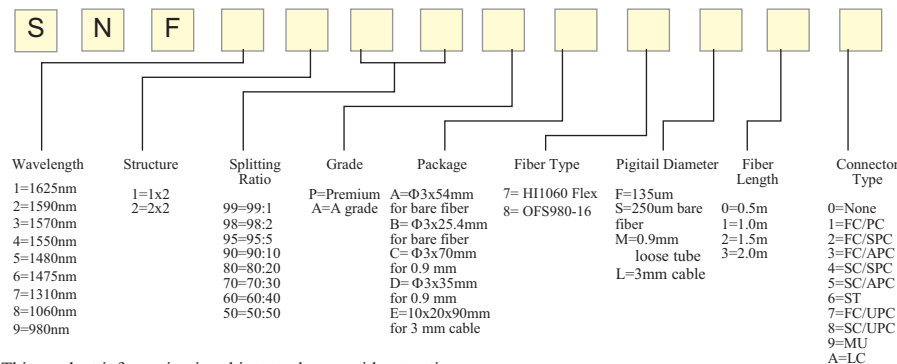 S N F
Wavelength
1=1625nm
2=1590nm
3=1570nm
4=1550nm
5=1480nm
6=1475nm
7=1310nm
8=1060nm
9=980nm
Structure
1=1x2
2=2x2
Splitting
Ratio
99=99:1
98=98:2
95=95:5
90=90:10
80=80:20
70=70:30
60=60:40
50=50:50
Grade
P=Premium
A=A grade
Package
A=Φ3x54mm
for bare fiber
B= Φ3x25.4mm
for bare fiber
C= Φ3x70mm
for 0.9 mm
D= Φ3x35mm
for 0.9 mm
E=10x20x90mm
for 3 mm cable
Fiber Type
7= HI1060 Flex
8= OFS980-16
Pigitail Diameter
F=135um
S=250um bare
fiber
M=0.9mm
loose tube
L=3mm cable
Fiber
Length
0=0.5m
1=1.0m
2=1.5m
3=2.0m
Connector
Type
0=None
1=FC/PC
2=FC/SPC
3=FC/APC
4=SC/SPC
5=SC/APC
6=ST
7=FC/UPC
8=SC/UPC
9=MU
A=LC